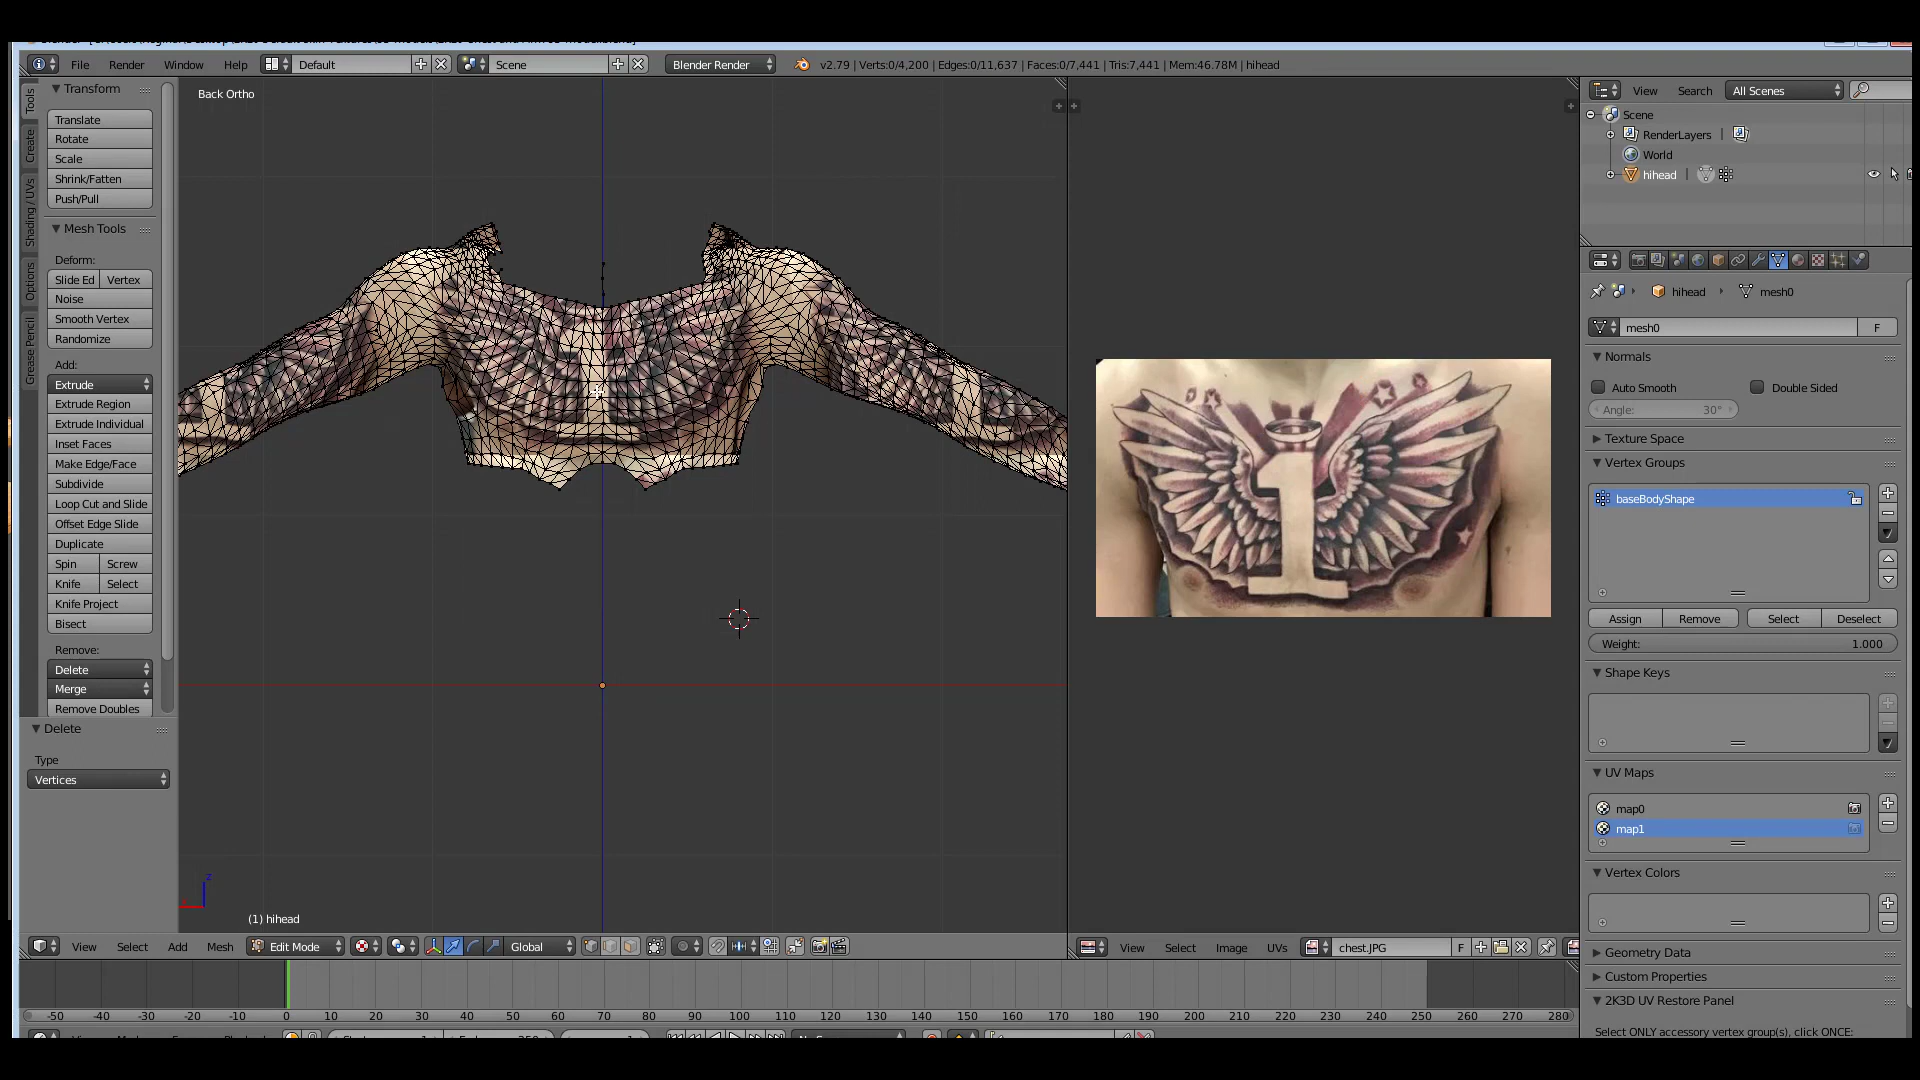 File Render Window Help Default Scene Blender Render v2.79 | Verts:0/4,200 | Edges:0/11,637 | Faces:0/7,441 | Tris:7,441 | Mem:46.78M | hihead
Tools
Create
Shading / UVs
Options
Grease Pencil
Transform
Translate
Rotate
Scale
Shrink/Fatten
Push/Pull
Mesh Tools
Deform:
Slide Ed Vertex
Noise
Smooth Vertex
Randomize
Add:
Extrude
Extrude Region
Extrude Individual
Inset Faces
Make Edge/Face
Subdivide
Loop Cut and Slide
Offset Edge Slide
Duplicate
Spin Screw
Knife Select
Knife Project
Bisect
Remove:
Delete
Merge
Remove Doubles
Delete
Type
Vertices
Back Ortho
1
z
(1) hihead
View Select Add Mesh Edit Mode Global
1
View Select Image UVs chest.JPG F
-50 -40 -30 -20 -10 0 10 20 30 40 50 60 70 80 90 100 110 120 130 140 150 160 170 180 190 200 210 220 230 240 250 260 270 280
View Search All Scenes
Scene
RenderLayers |
World
hihead |
hihead mesh0
mesh0 F
Normals
Auto Smooth Double Sided
Angle: 30°
Texture Space
Vertex Groups
baseBodyShape
Assign Remove Select Deselect
Weight: 1.000
Shape Keys
UV Maps
map0
map1
Vertex Colors
Geometry Data
Custom Properties
2K3D UV Restore Panel
Select ONLY accessory vertex group(s), click ONCE: